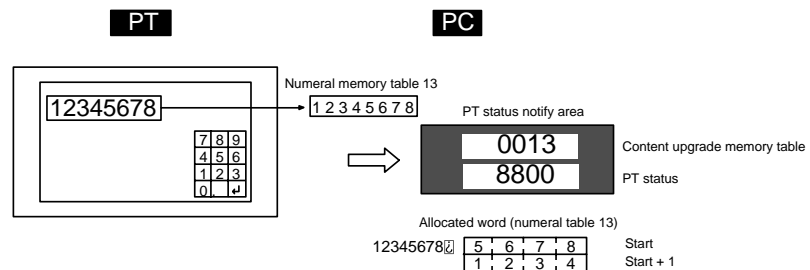 PT
PC
Numeral memory table 13
12345678
1 2 3 4 5 6 7 8
PT status notify area
7 8 9
4 5 6
1 2 3
0 . ↵
0013
Content upgrade memory table
8800
PT status
Allocated word (numeral table 13)
12345678
5 6 7 8
Start
1 2 3 4
Start + 1